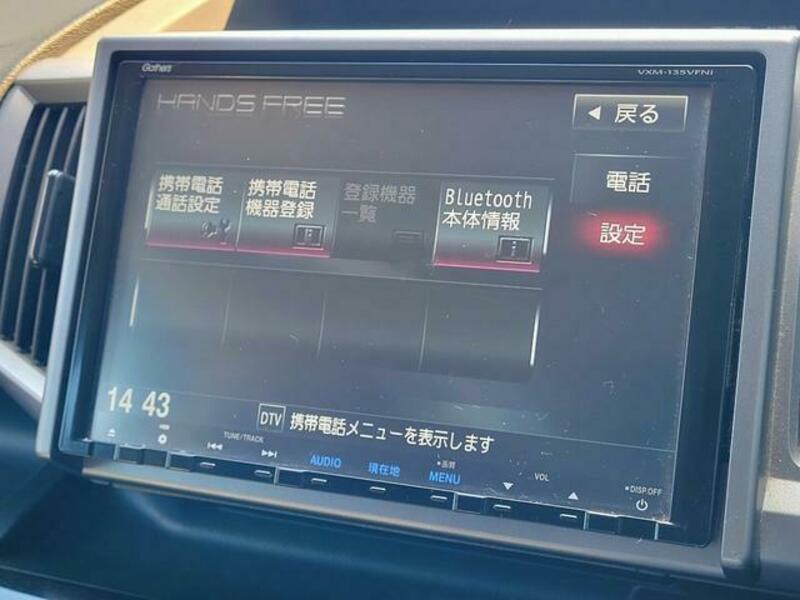 Gathers
VXM-135VFNi
HANDS FREE
戻る
携帯電話
通話設定
携帯電話
機器登録
登録機器
一覧
Bluetooth
本体情報
電話
設定
14 43
DTV 携帯電話メニューを表示します
TUNE/TRACK
AUDIO
現在地
画質
MENU
VOL
DISP.OFF